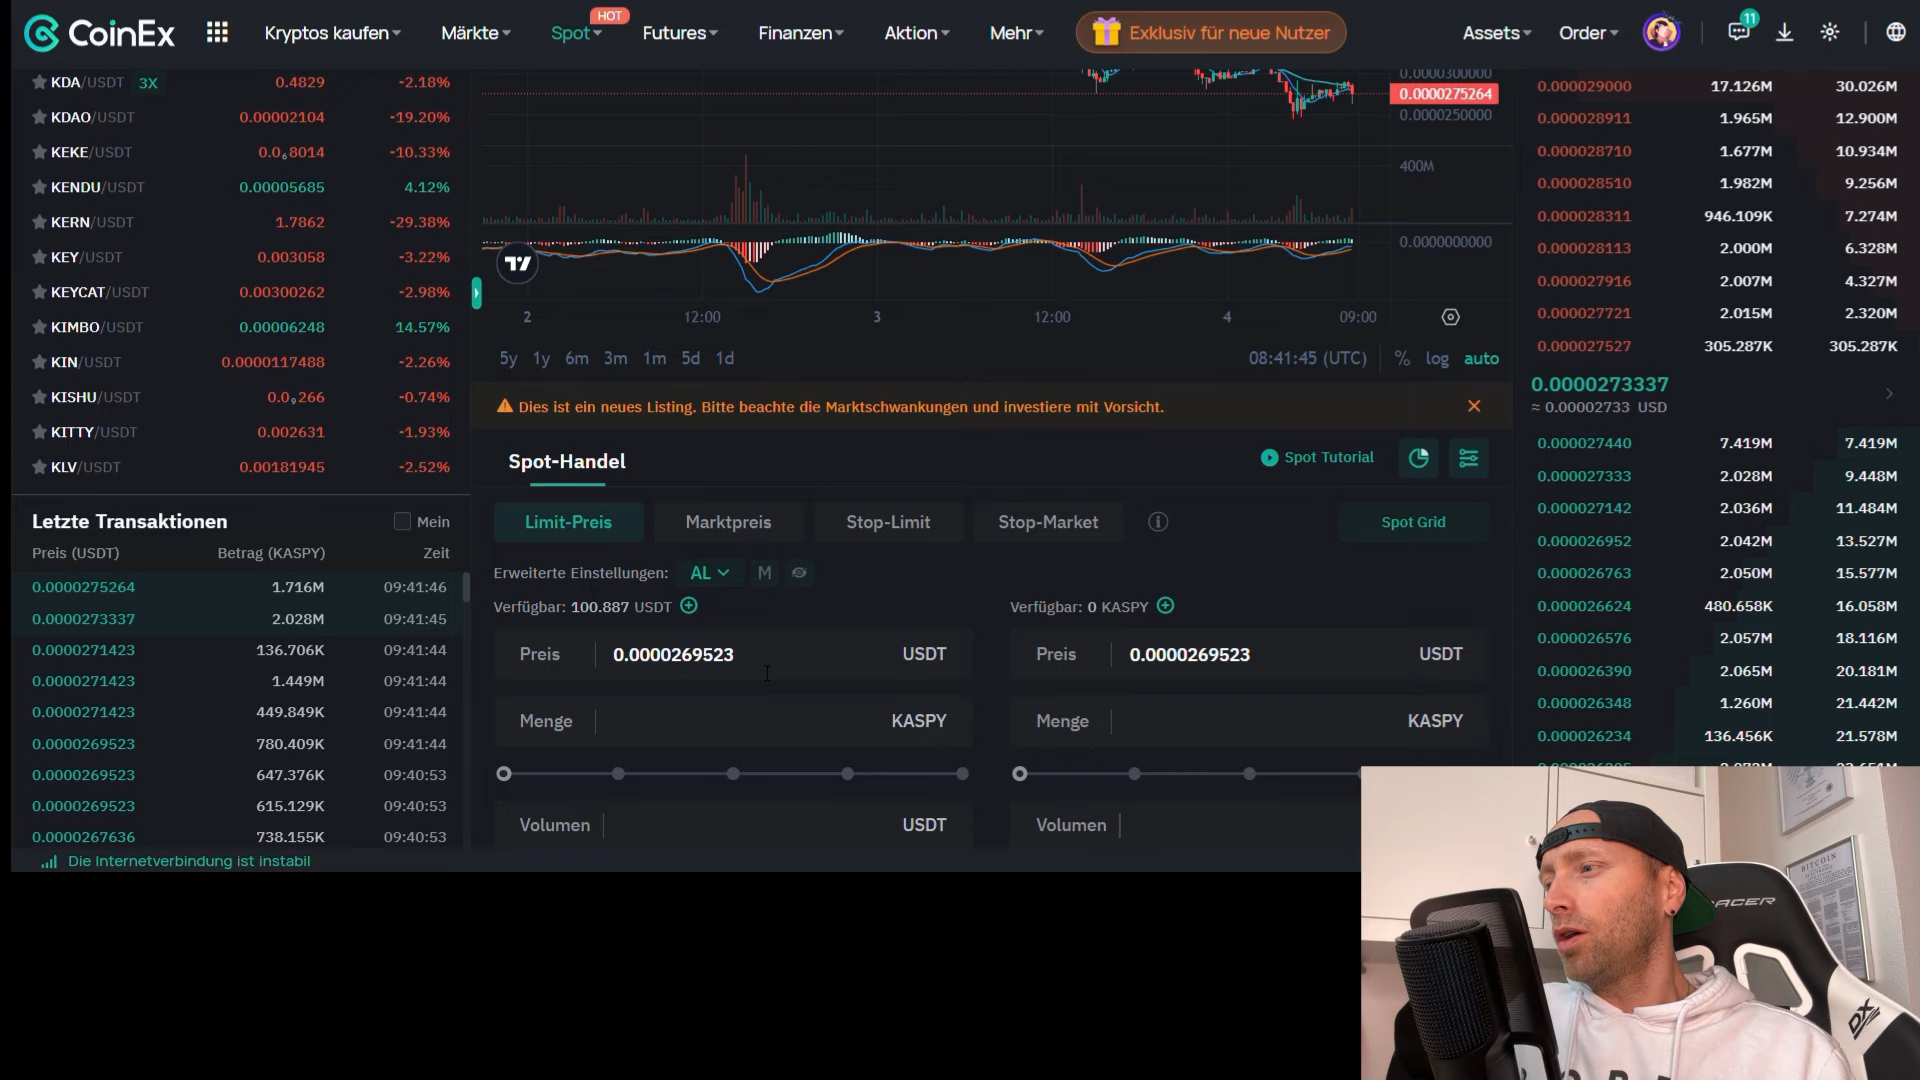 CoinEx
Kryptos kaufen
Märkte
Spot
HOT
Futures
Finanzen
Aktion
Mehr
Exklusiv für neue Nutzer
Assets
Order
11
KDA/USDT 3X 0.4829 -2.18%
KDAO/USDT 0.00002104 -19.20%
KEKE/USDT 0.0₆8014 -10.33%
KENDU/USDT 0.00005685 4.12%
KERN/USDT 1.7862 -29.38%
KEY/USDT 0.003058 -3.22%
KEYCAT/USDT 0.00300262 -2.98%
KIMBO/USDT 0.00006248 14.57%
KIN/USDT 0.0000117488 -2.26%
KISHU/USDT 0.0₉266 -0.74%
KITTY/USDT 0.002631 -1.93%
KLV/USDT 0.00181945 -2.52%
Letzte Transaktionen Mein
Preis (USDT) Betrag (KASPY) Zeit
0.0000275264 1.716M 09:41:46
0.0000273337 2.028M 09:41:45
0.0000271423 136.706K 09:41:44
0.0000271423 1.449M 09:41:44
0.0000271423 449.849K 09:41:44
0.0000269523 780.409K 09:41:44
0.0000269523 647.376K 09:40:53
0.0000269523 615.129K 09:40:53
0.0000267636 738.155K 09:40:53
Die Internetverbindung ist instabil
0.0000300000
0.0000275264
0.0000250000
400M
0.0000000000
2 12:00 3 12:00 4 09:00
5y 1y 6m 3m 1m 5d 1d 08:41:45 (UTC) % log auto
Dies ist ein neues Listing. Bitte beachte die Marktschwankungen und investiere mit Vorsicht.
Spot-Handel
Spot Tutorial
Limit-Preis Marktpreis Stop-Limit Stop-Market Spot Grid
Erweiterte Einstellungen: AL M
Verfügbar: 100.887 USDT
Preis 0.0000269523 USDT
Menge KASPY
Volumen USDT
Verfügbar: 0 KASPY
Preis 0.0000269523 USDT
Menge KASPY
Volumen
0.000029000 17.126M 30.026M
0.000028911 1.965M 12.900M
0.000028710 1.677M 10.934M
0.000028510 1.982M 9.256M
0.000028311 946.109K 7.274M
0.000028113 2.000M 6.328M
0.000027916 2.007M 4.327M
0.000027721 2.015M 2.320M
0.000027527 305.287K 305.287K
0.0000273337
≈ 0.00002733 USD
0.000027440 7.419M 7.419M
0.000027333 2.028M 9.448M
0.000027142 2.036M 11.484M
0.000026952 2.042M 13.527M
0.000026763 2.050M 15.577M
0.000026624 480.658K 16.058M
0.000026576 2.057M 18.116M
0.000026390 2.065M 20.181M
0.000026348 1.260M 21.442M
0.000026234 136.456K 21.578M
BITCOIN
RACER